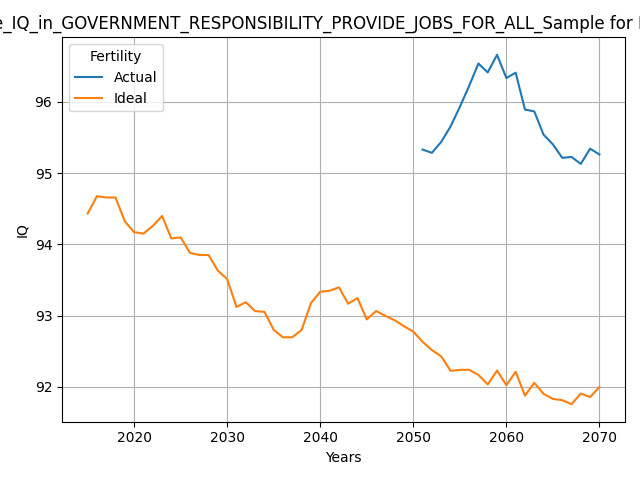 e_IQ_in_GOVERNMENT_RESPONSIBILITY_PROVIDE_JOBS_FOR_ALL_Sample for
Fertility
Actual
Ideal
96
95
94
93
92
IQ
2020 2030 2040 2050 2060 2070
Years